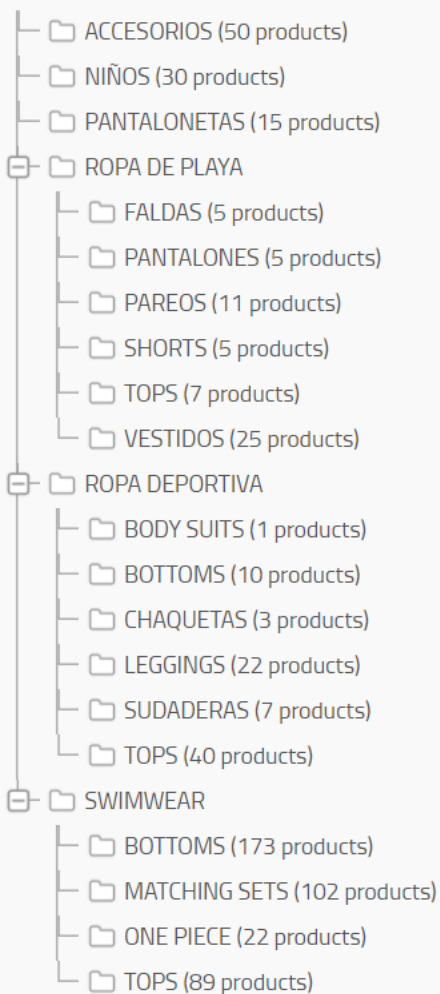 ACCESORIOS (50 products)
NIÑOS (30 products)
PANTALONETAS (15 products)
ROPA DE PLAYA
FALDAS (5 products)
PANTALONES (5 products)
PAREOS (11 products)
SHORTS (5 products)
TOPS (7 products)
VESTIDOS (25 products)
ROPA DEPORTIVA
BODY SUITS (1 products)
BOTTOMS (10 products)
CHAQUETAS (3 products)
LEGGINGS (22 products)
SUDADERAS (7 products)
TOPS (40 products)
SWIMWEAR
BOTTOMS (173 products)
MATCHING SETS (102 products)
ONE PIECE (22 products)
TOPS (89 products)